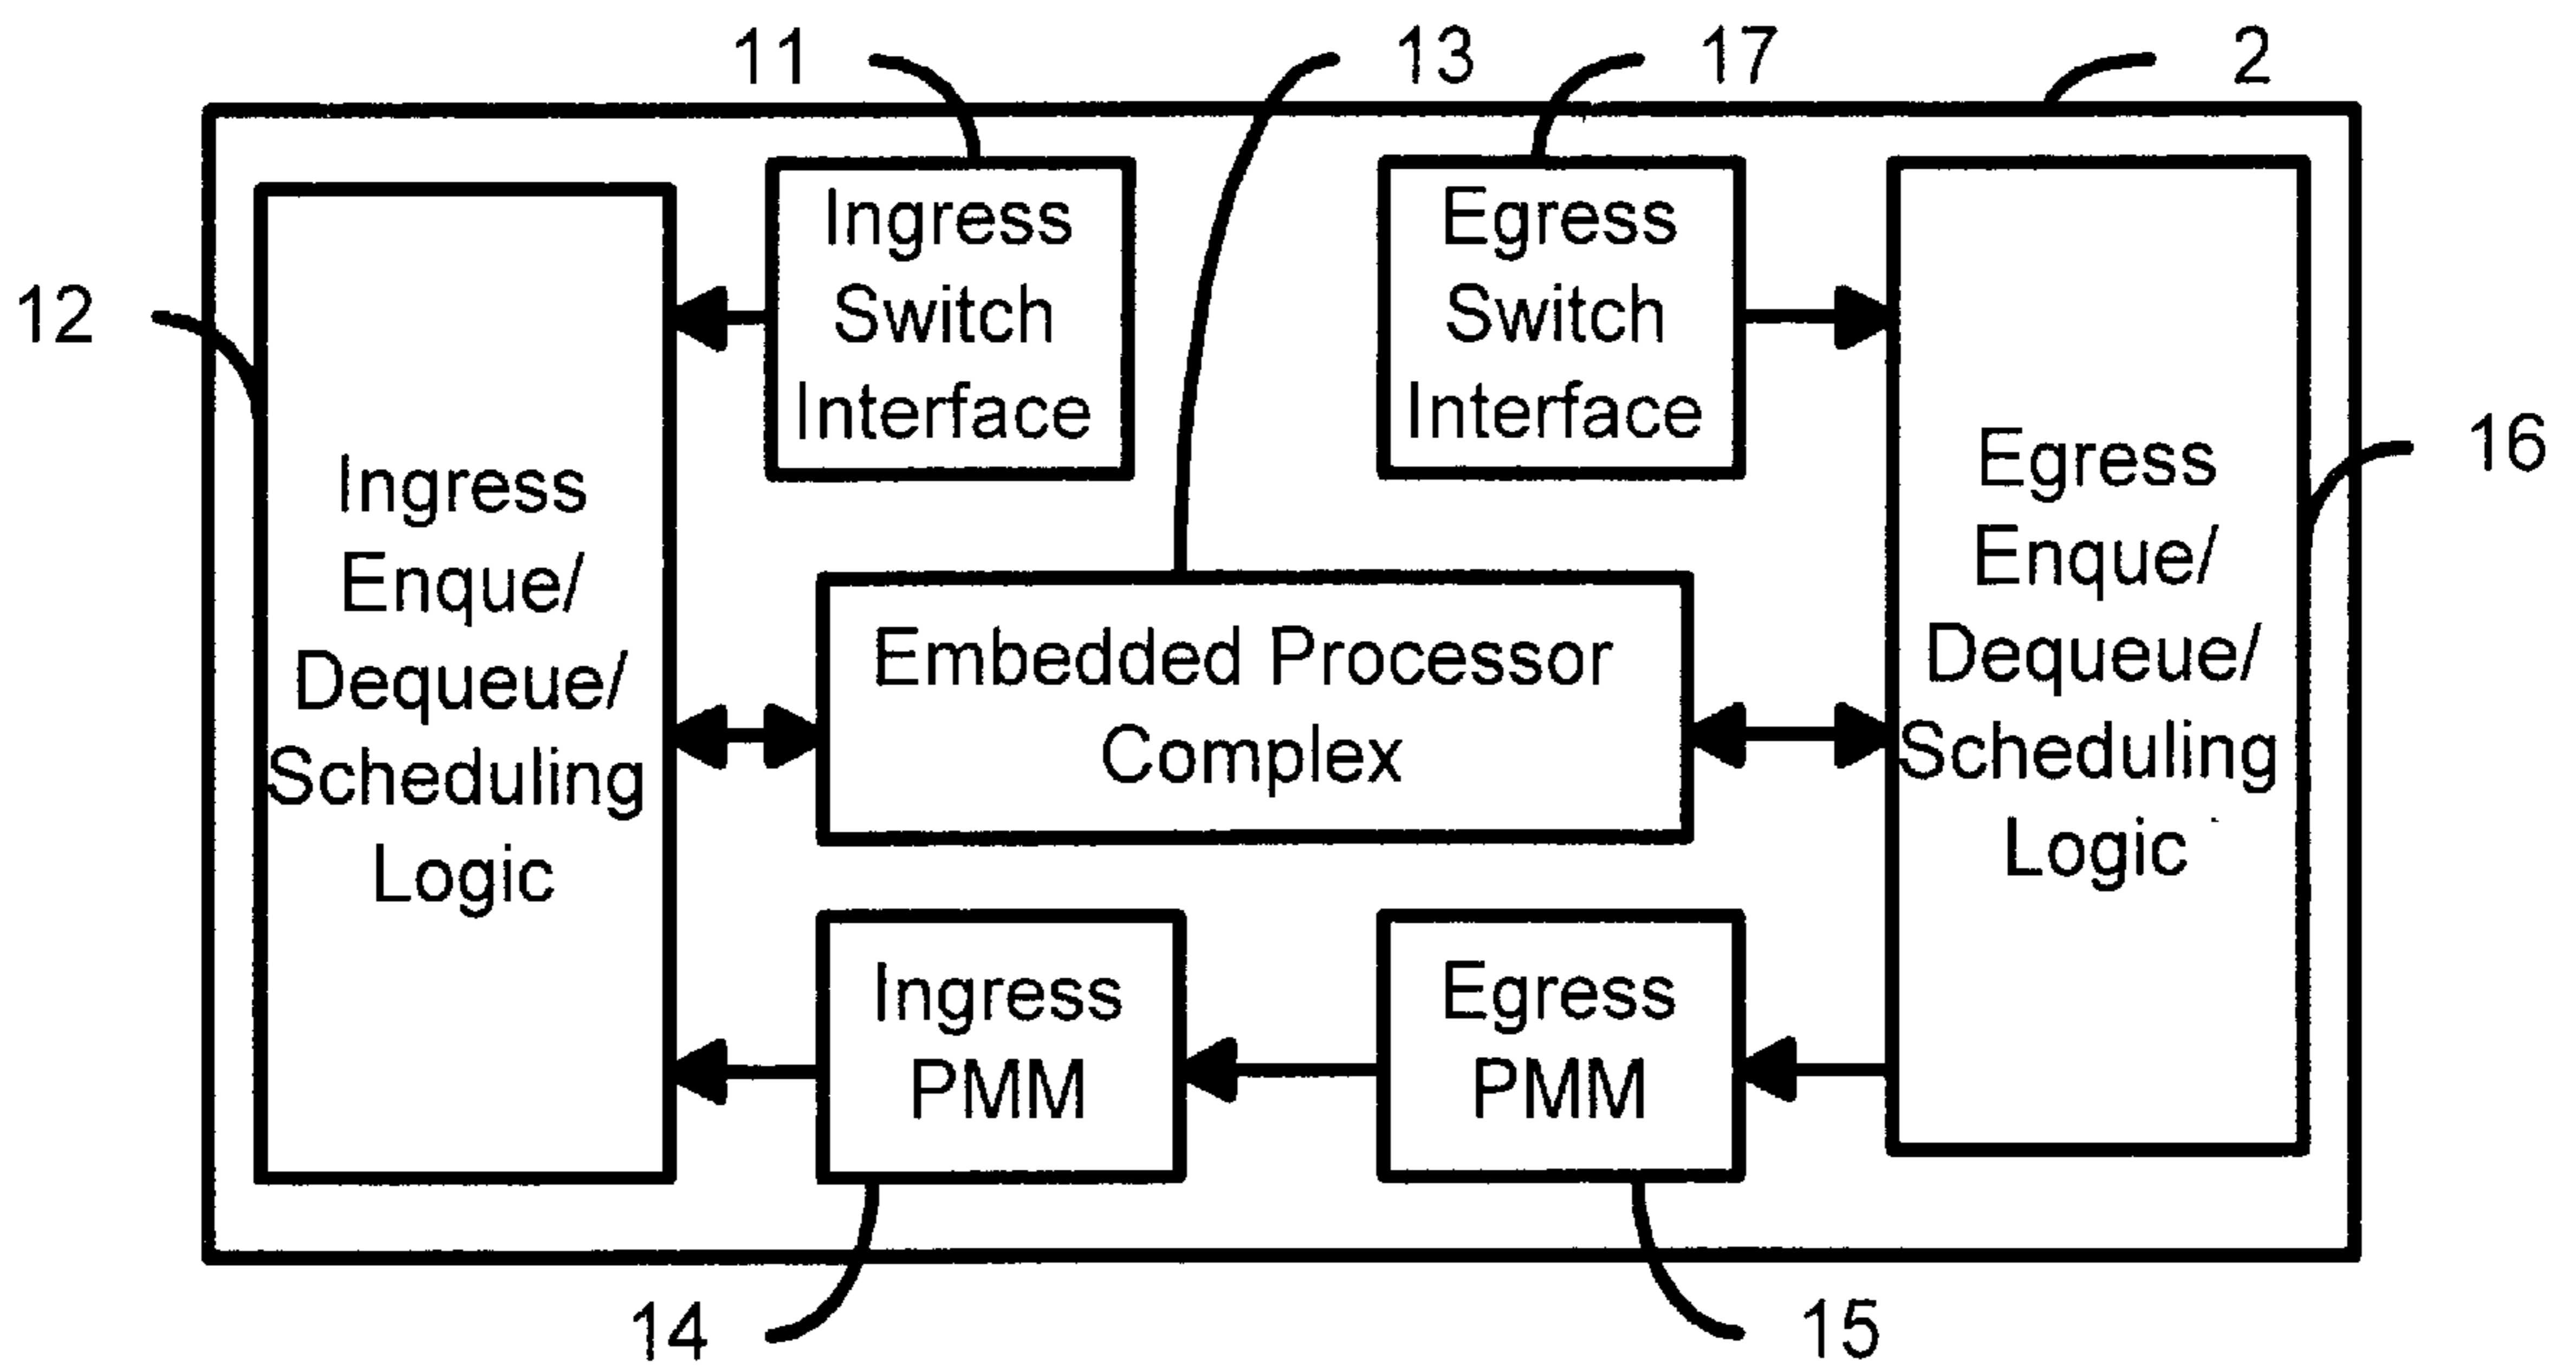 11
13
17
2
12
16
Ingress
Switch
Interface
Egress
Switch
Interface
Ingress
Enque/
Dequeue/
Scheduling
Logic
Embedded Processor
Complex
Egress
Enque/
Dequeue/
Scheduling
Logic
Ingress
PMM
Egress
PMM
14
15